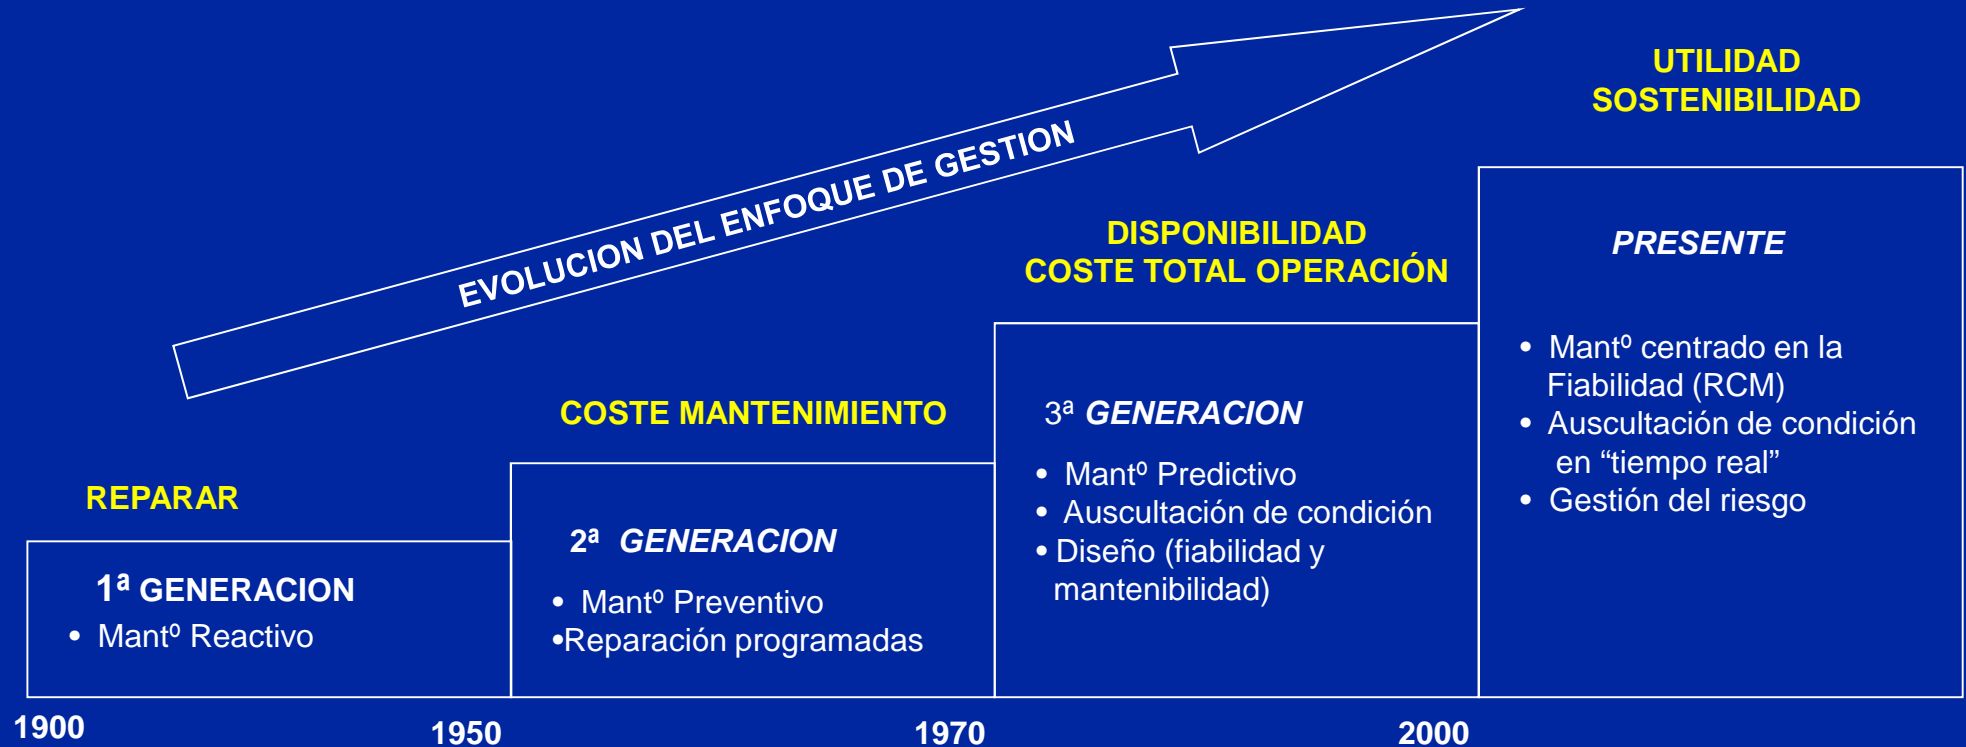 EVOLUCION DEL ENFOQUE DE GESTION
REPARAR
1ª GENERACION
• Mantº Reactivo
COSTE MANTENIMIENTO
2ª GENERACION
• Mantº Preventivo
•Reparación programadas
DISPONIBILIDAD
COSTE TOTAL OPERACIÓN
3ª GENERACION
• Mantº Predictivo
• Auscultación de condición
• Diseño (fiabilidad y
mantenibilidad)
UTILIDAD
SOSTENIBILIDAD
PRESENTE
• Mantº centrado en la
Fiabilidad (RCM)
• Auscultación de condición
en “tiempo real”
• Gestión del riesgo
1900
1950
1970
2000